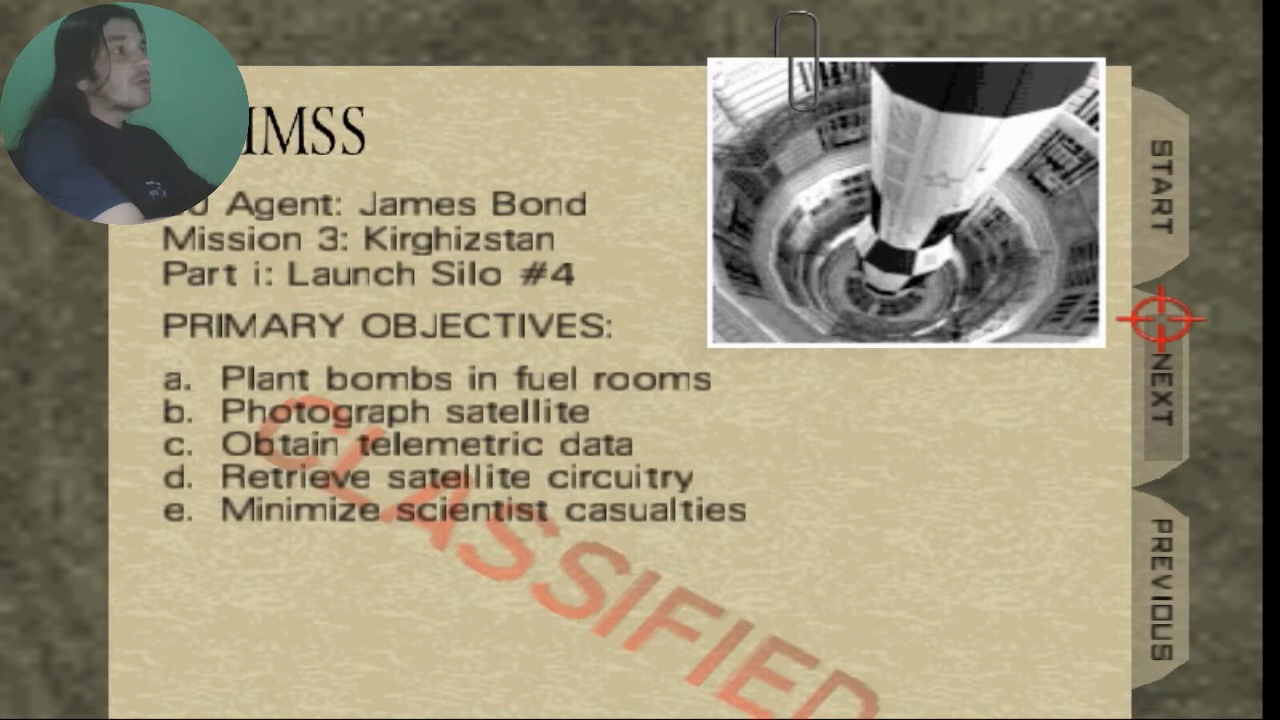 Agent: James Bond
Mission 3: Kirghizstan
Part i: Launch Silo #4
PRIMARY OBJECTIVES:
a. Plant bombs in fuel rooms
b. Photograph satellite
c. Obtain telemetric data
d. Retrieve satellite circuitry
e. Minimize scientist casualties
CLASSIFIED
START
NEXT
PREVIOUS